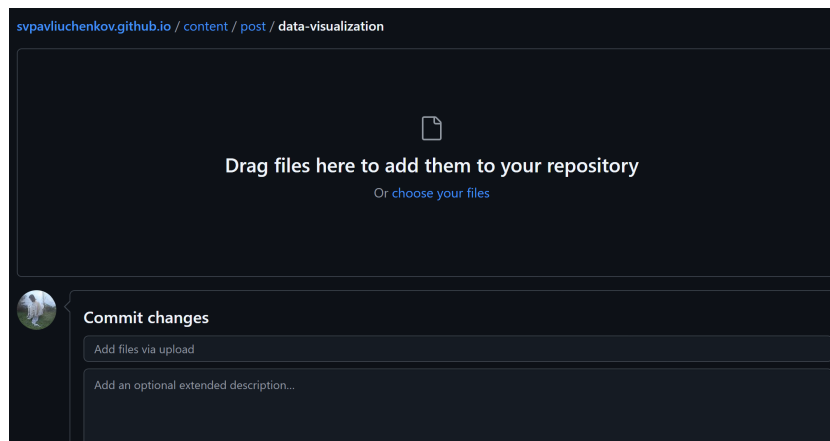 svpavliuchenkov.github.io / content / post / data-visualization
Drag files here to add them to your repository
Or choose your files
Commit changes
Add files via upload
Add an optional extended description...